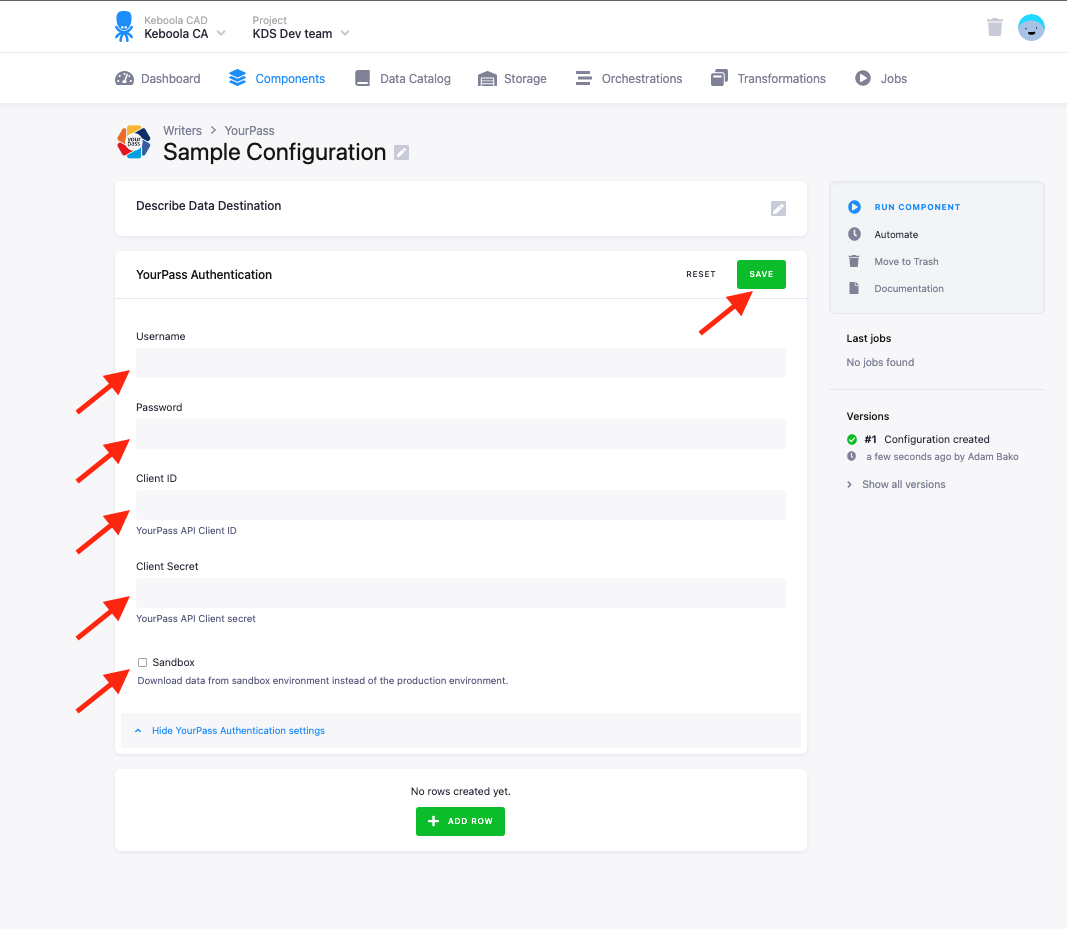 Keboola CAD
Keboola CA
Project
KDS Dev team
Dashboard
Components
Data Catalog
Storage
Orchestrations
Transformations
Jobs
your pass
Writers > YourPass
Sample Configuration
Describe Data Destination
YourPass Authentication
RESET
SAVE
Username
Password
Client ID
YourPass API Client ID
Client Secret
YourPass API Client secret
Sandbox
Download data from sandbox environment instead of the production environment.
Hide YourPass Authentication settings
No rows created yet.
+ ADD ROW
RUN COMPONENT
Automate
Move to Trash
Documentation
Last jobs
No jobs found
Versions
#1 Configuration created
a few seconds ago by Adam Bako
Show all versions